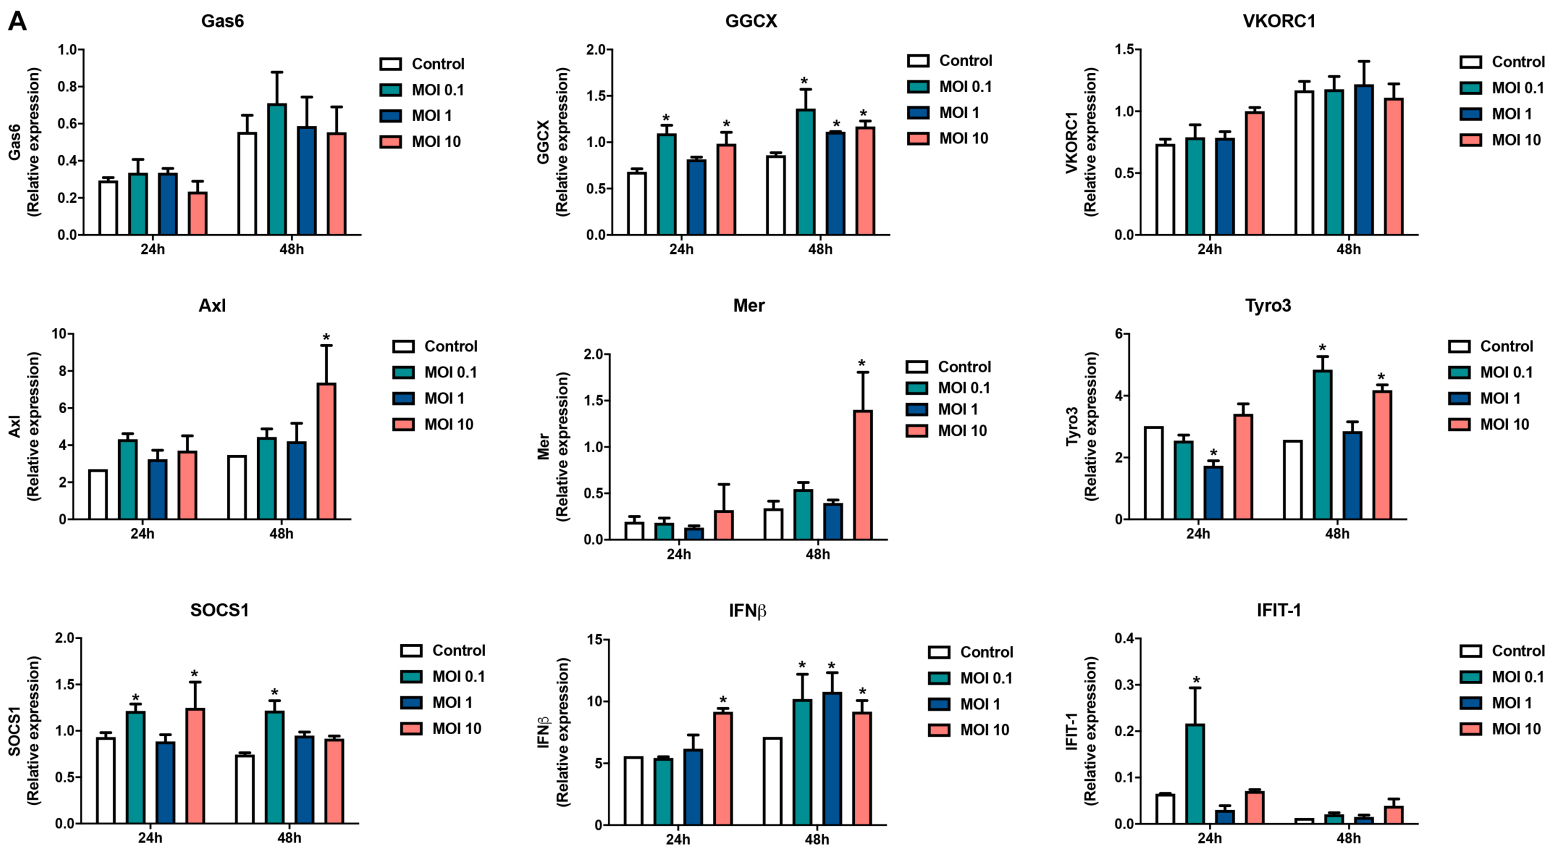 A
Gas6
Gas6
(Relative expression)
1.0
0.8
0.6
0.4
0.2
0.0
24h
48h
Control
MOI 0.1
MOI 1
MOI 10
GGCX
GGCX
(Relative expression)
2.0
1.5
1.0
0.5
0.0
*
*
*
*
*
24h
48h
Control
MOI 0.1
MOI 1
MOI 10
VKORC1
VKORC1
(Relative expression)
1.5
1.0
0.5
0.0
24h
48h
Control
MOI 0.1
MOI 1
MOI 10
Axl
Axl
(Relative expression)
10
8
6
4
2
0
*
24h
48h
Control
MOI 0.1
MOI 1
MOI 10
Mer
Mer
(Relative expression)
2.0
1.5
1.0
0.5
0.0
*
24h
48h
Control
MOI 0.1
MOI 1
MOI 10
Tyro3
Tyro3
(Relative expression)
6
4
2
0
*
*
*
24h
48h
Control
MOI 0.1
MOI 1
MOI 10
SOCS1
SOCS1
(Relative expression)
2.0
1.5
1.0
0.5
0.0
*
*
*
24h
48h
Control
MOI 0.1
MOI 1
MOI 10
IFNβ
IFNβ
(Relative expression)
15
10
5
0
*
*
*
*
24h
48h
Control
MOI 0.1
MOI 1
MOI 10
IFIT-1
IFIT-1
(Relative expression)
0.4
0.3
0.2
0.1
0.0
*
24h
48h
Control
MOI 0.1
MOI 1
MOI 10